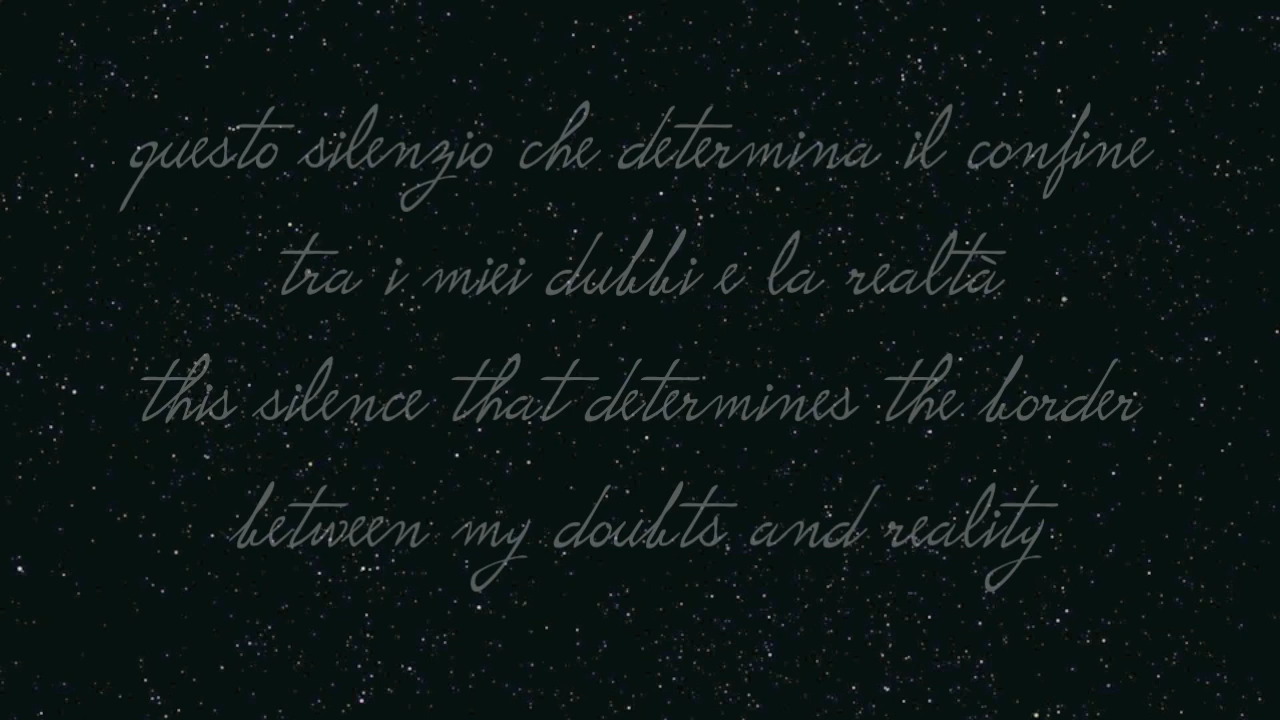 questo silenzio che determina il confine
tra i miei dubbi e la realtà
this silence that determines the border
between my doubts and reality